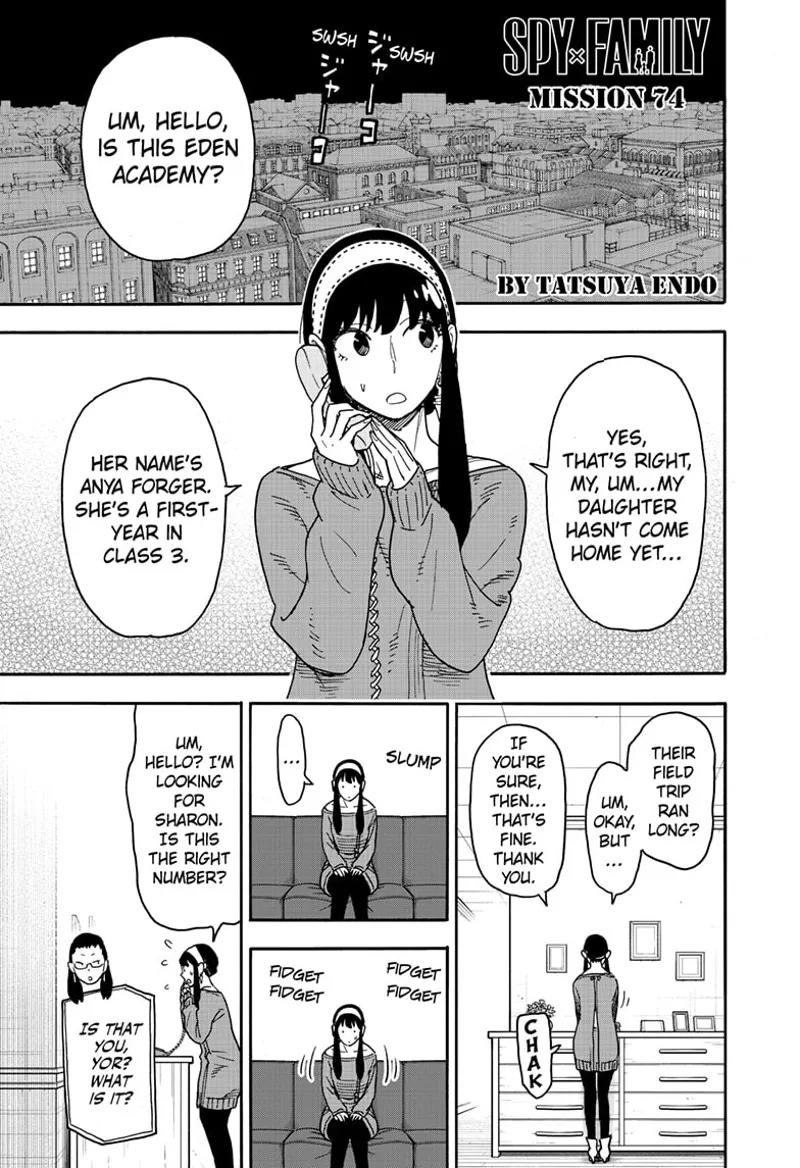 SPY×FAMILY
MISSION 74
BY TATSUYA ENDO
SWSH
ジャーコ
SWSH
ジャーコ
UM, HELLO,
IS THIS EDEN
ACADEMY?
YES,
THAT'S RIGHT,
MY, UM...MY
DAUGHTER
HASN'T COME
HOME YET...
HER NAME'S
ANYA FORGER.
SHE'S A FIRST-
YEAR IN
CLASS 3.
THEIR
FIELD
TRIP
RAN
LONG?
UM,
OKAY,
BUT
...
IF
YOU'RE
SURE,
THEN...
THAT'S
FINE.
THANK
YOU.
CHAK
SLUMP
...
FIDGET
FIDGET
FIDGET
FIDGET
UM,
HELLO? I'M
LOOKING
FOR
SHARON.
IS THIS
THE RIGHT
NUMBER?
IS THAT
YOU,
YOR?
WHAT
IS IT?